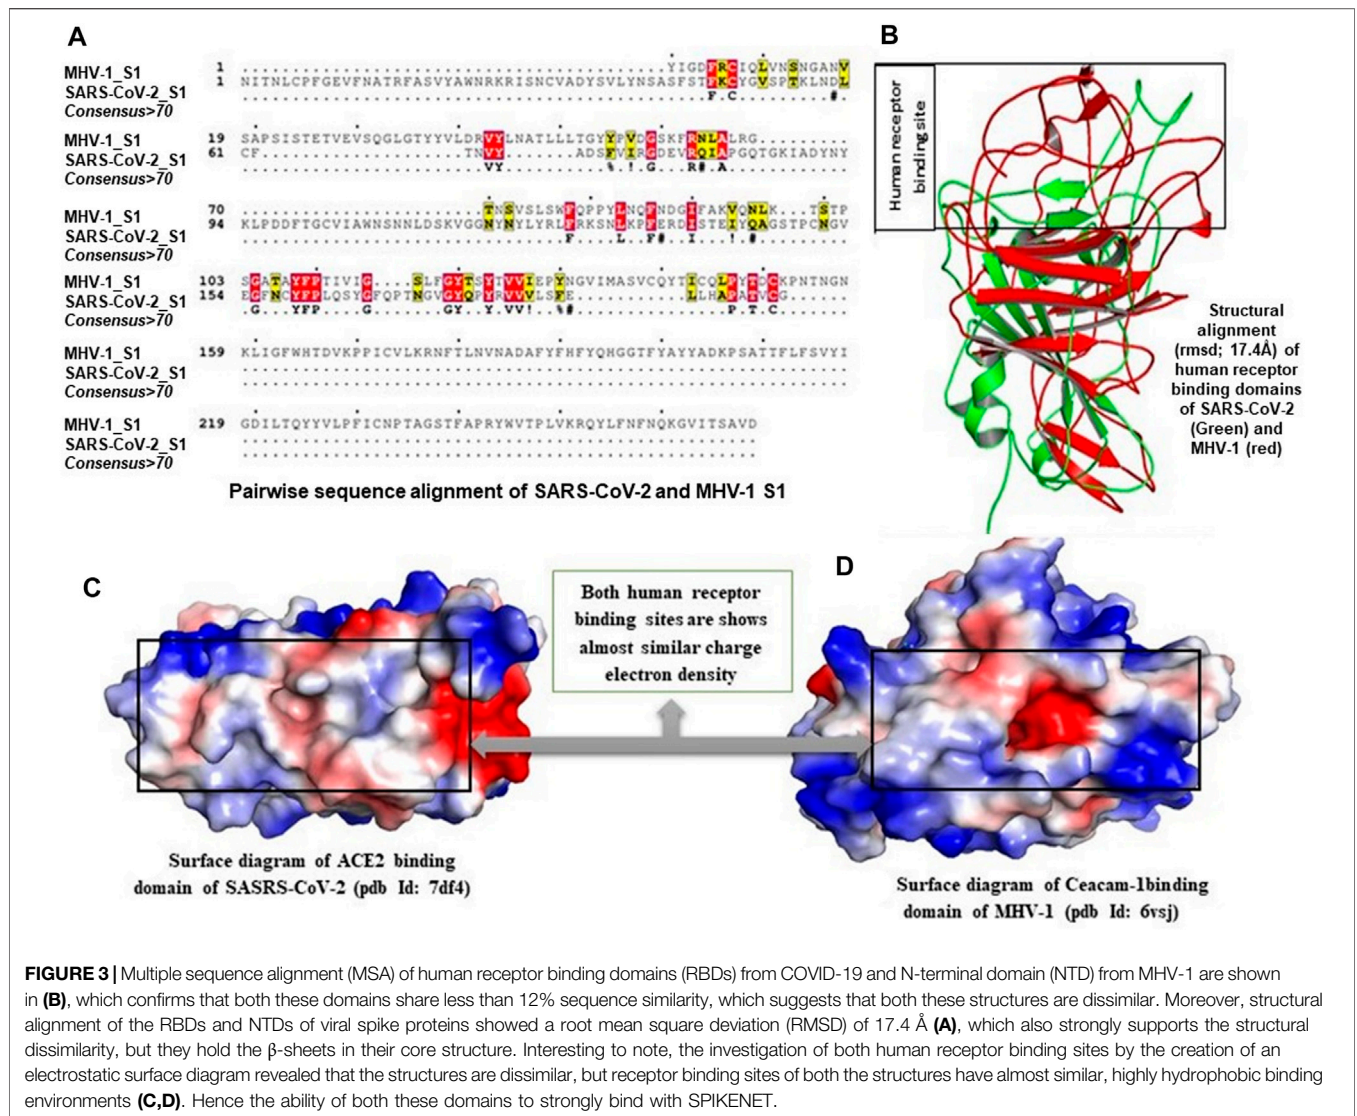 A
MHV-1_S1 1 YIGDFRCIQLVNSNGANV
SARS-CoV-2_S1 1 NITNLCPFGEVFNATRFASVYAWNRKRISNCVADYSVLYNSASFSTFKCYGVSPTKLNDL
Consensus>70 F.C #
MHV-1_S1 19 SAPSISTETVEVSQGLGTYYVLDRVYLNATLLLTGYYPVDGSKFRNLALRG
SARS-CoV-2_S1 61 CF TNVY ADSFVIRGDEVRQIAPGQTGKIADYNY
Consensus>70 VY % ! G R# A
MHV-1_S1 70 TNSVSLSWFQPPYLNQFNDGIFAKVQNLK...TSTP
SARS-CoV-2_S1 94 KLPDDFTGCVIAWNSNNLDSKVGGNYNYLYRLFRKSNLKPFERDISTEIYQAGSTPCNGV
Consensus>70 F L F# I ! #
MHV-1_S1 103 SGATAYFPTIVIG....SLFGYTSYTVVIEPYNGVIMASVCQYTICQLPYTDCKPNTNGN
SARS-CoV-2_S1 154 EGFNCYFPLQSYGFQPTNGVGYQPYRVVVLSFE LLHAPATVCG
Consensus>70 G YFP G GY Y VV! %# P T C
MHV-1_S1 159 KLIGFWHTDVKPPICVLKRNFTLNVNADAFYFHFYQHGGTFYAYYADKPSATTFLFSVYI
SARS-CoV-2_S1
Consensus>70
MHV-1_S1 219 GDILTQYYVLPFICNPTAGSTFAPRYWVTPLVKRQYLFNFNQKGVITSAVD
SARS-CoV-2_S1
Consensus>70
Pairwise sequence alignment of SARS-CoV-2 and MHV-1 S1
B
Human receptor
binding site
Structural
alignment
(rmsd; 17.4Å) of
human receptor
binding domains
of SARS-CoV-2
(Green) and
MHV-1 (red)
C
Surface diagram of ACE2 binding
domain of SASRS-CoV-2 (pdb Id: 7df4)
Both human receptor
binding sites are shows
almost similar charge
electron density
D
Surface diagram of Ceacam-1binding
domain of MHV-1 (pdb Id: 6vsj)
FIGURE 3 | Multiple sequence alignment (MSA) of human receptor binding domains (RBDs) from COVID-19 and N-terminal domain (NTD) from MHV-1 are shown
in (B), which confirms that both these domains share less than 12% sequence similarity, which suggests that both these structures are dissimilar. Moreover, structural
alignment of the RBDs and NTDs of viral spike proteins showed a root mean square deviation (RMSD) of 17.4 Å (A), which also strongly supports the structural
dissimilarity, but they hold the β-sheets in their core structure. Interesting to note, the investigation of both human receptor binding sites by the creation of an
electrostatic surface diagram revealed that the structures are dissimilar, but receptor binding sites of both the structures have almost similar, highly hydrophobic binding
environments (C,D). Hence the ability of both these domains to strongly bind with SPIKENET.